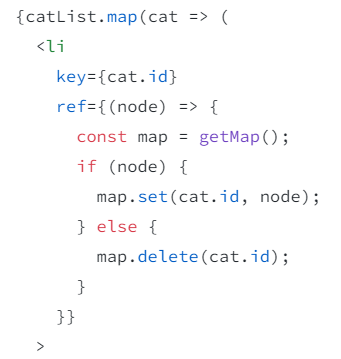 {catList.map(cat => (
  <li
    key={cat.id}
    ref={(node) => {
      const map = getMap();
      if (node) {
        map.set(cat.id, node);
      } else {
        map.delete(cat.id);
      }
    }}
  >